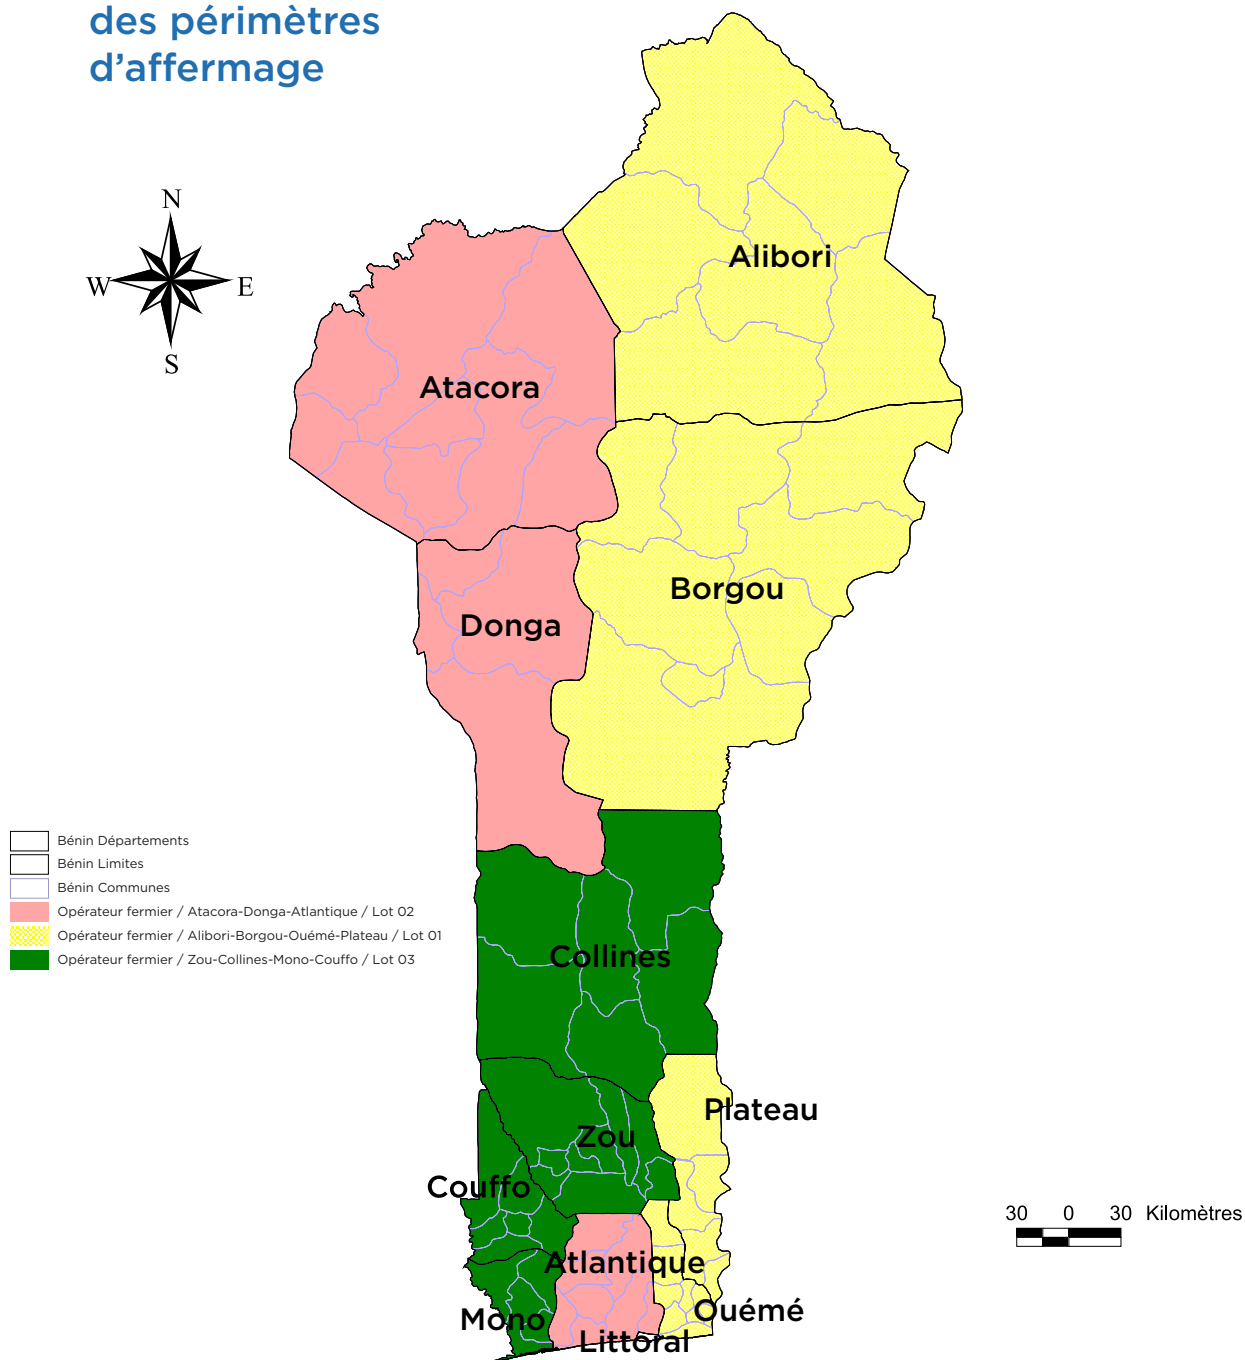 des périmètres
d’affermage
N
W
E
S
Alibori
Atacora
Borgou
Donga
Bénin Départements
Bénin Limites
Bénin Communes
Opérateur fermier / Atacora-Donga-Atlantique / Lot 02
Opérateur fermier / Alibori-Borgou-Ouémé-Plateau / Lot 01
Opérateur fermier / Zou-Collines-Mono-Couffo / Lot 03
Collines
Plateau
Zou
Couffo
30 0 30 Kilomètres
Atlantique
Ouémé
Mono
Littoral